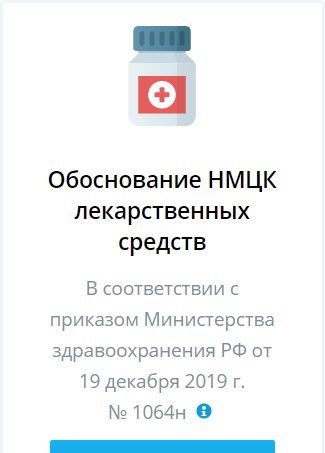 Обоснование НМЦК
лекарственных
средств
В соответствии с
приказом Министерства
здравоохранения РФ от
19 декабря 2019 г.
№ 1064н